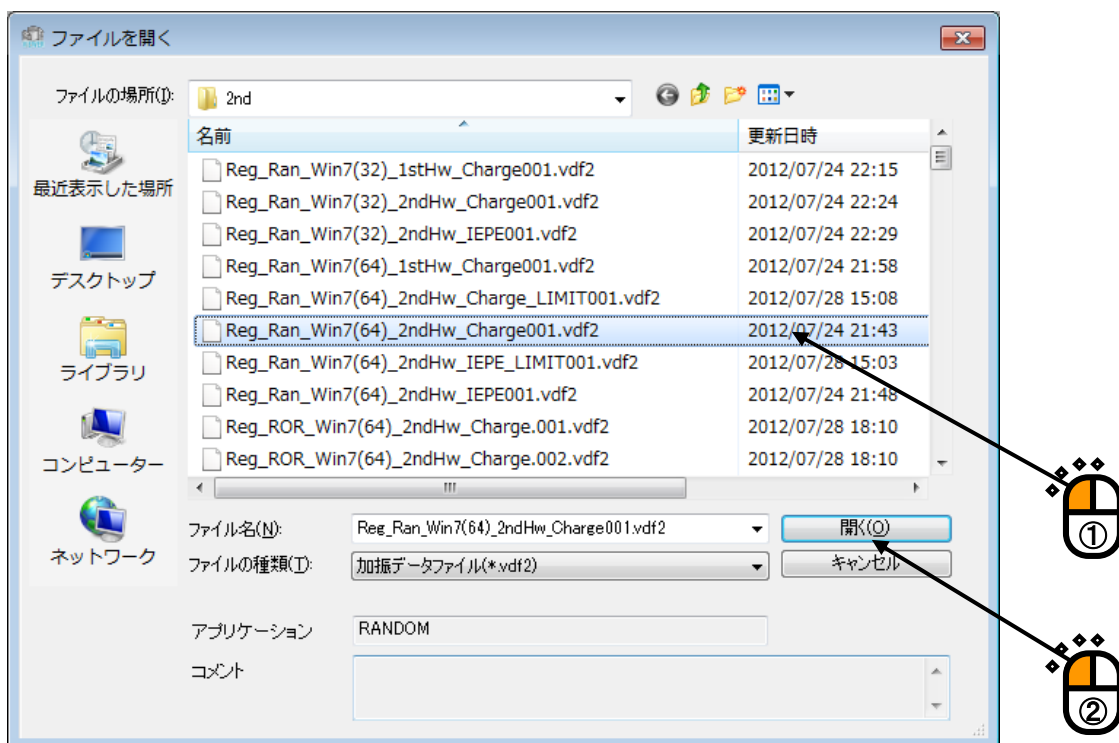 ファイルを開く
ファイルの場所(I):
2nd
名前
更新日時
Reg_Ran_Win7(32)_1stHw_Charge001.vdf2 2012/07/24 22:15
Reg_Ran_Win7(32)_2ndHw_Charge001.vdf2 2012/07/24 22:24
Reg_Ran_Win7(32)_2ndHw_IEPE001.vdf2 2012/07/24 22:29
Reg_Ran_Win7(64)_1stHw_Charge001.vdf2 2012/07/24 21:58
Reg_Ran_Win7(64)_2ndHw_Charge_LIMIT001.vdf2 2012/07/28 15:08
Reg_Ran_Win7(64)_2ndHw_Charge001.vdf2 2012/07/24 21:43
Reg_Ran_Win7(64)_2ndHw_IEPE_LIMIT001.vdf2 2012/07/28 15:03
Reg_Ran_Win7(64)_2ndHw_IEPE001.vdf2 2012/07/24 21:48
Reg_ROR_Win7(64)_2ndHw_Charge.001.vdf2 2012/07/28 18:10
Reg_ROR_Win7(64)_2ndHw_Charge.002.vdf2 2012/07/28 18:10
最近表示した場所
デスクトップ
ライブラリ
コンピューター
ネットワーク
ファイル名(N): Reg_Ran_Win7(64)_2ndHw_Charge001.vdf2 開く(O)
ファイルの種類(T): 加振データファイル(*.vdf2) キャンセル
アプリケーション RANDOM
コメント
①
②